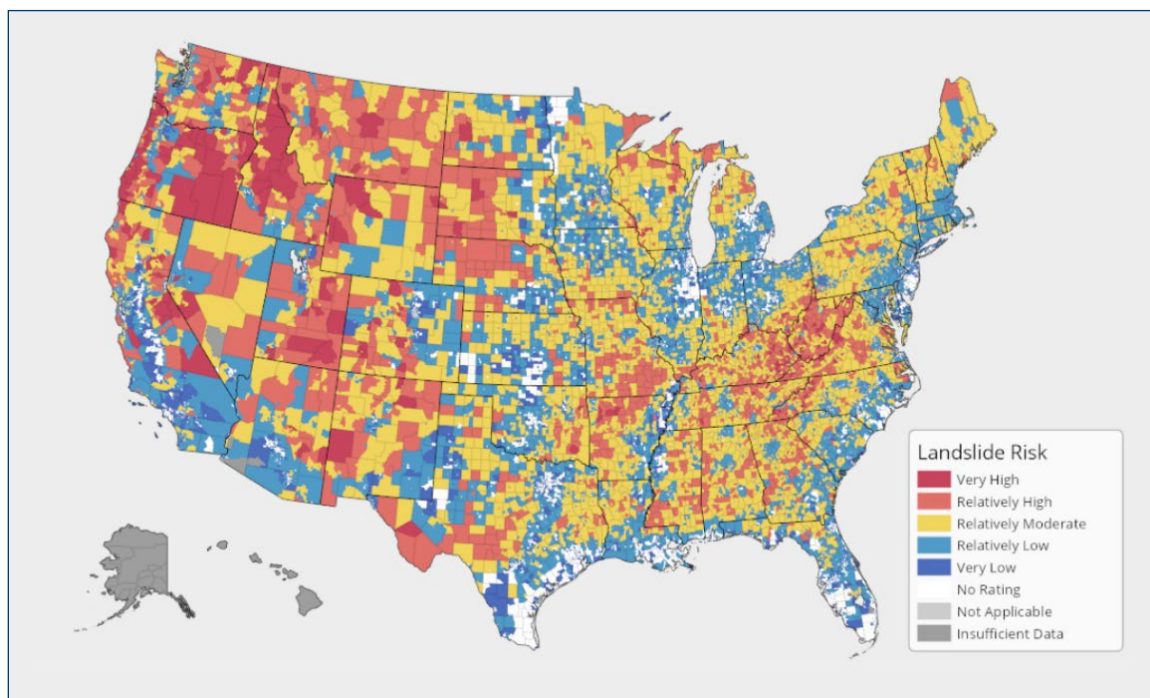 Landslide Risk
Very High
Relatively High
Relatively Moderate
Relatively Low
Very Low
No Rating
Not Applicable
Insufficient Data